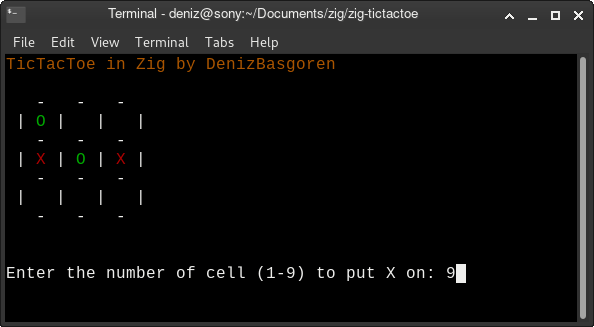 Terminal - deniz@sony:~/Documents/zig/zig-tictactoe
File Edit View Terminal Tabs Help
TicTacToe in Zig by DenizBasgoren
   -   -   -
 | O |   |   |
   -   -   -
 | X | O | X |
   -   -   -
 |   |   |   |
   -   -   -
Enter the number of cell (1-9) to put X on: 9